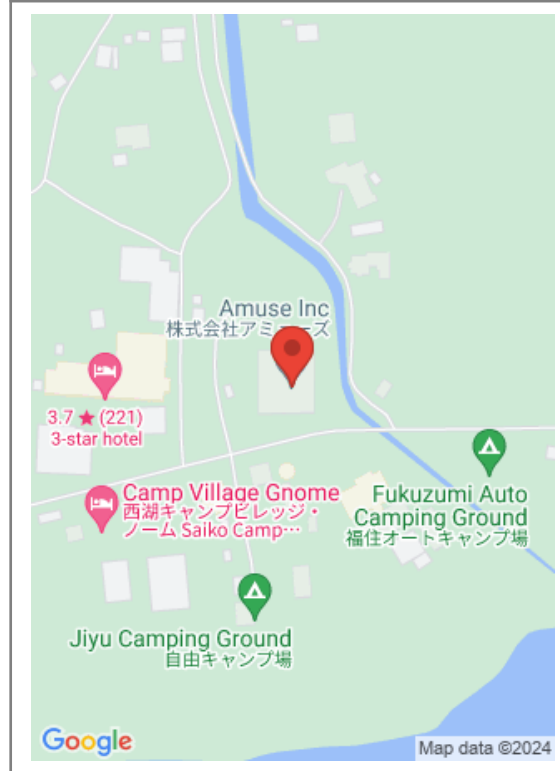 Amuse Inc
株式会社アミューズ
3.7 ★ (221)
3-star hotel
Camp Village Gnome
西湖キャンプビレッジ・
ノーム Saiko Camp…
Fukuzumi Auto
Camping Ground
福住オートキャンプ場
Jiyu Camping Ground
自由キャンプ場
Google
Map data ©2024